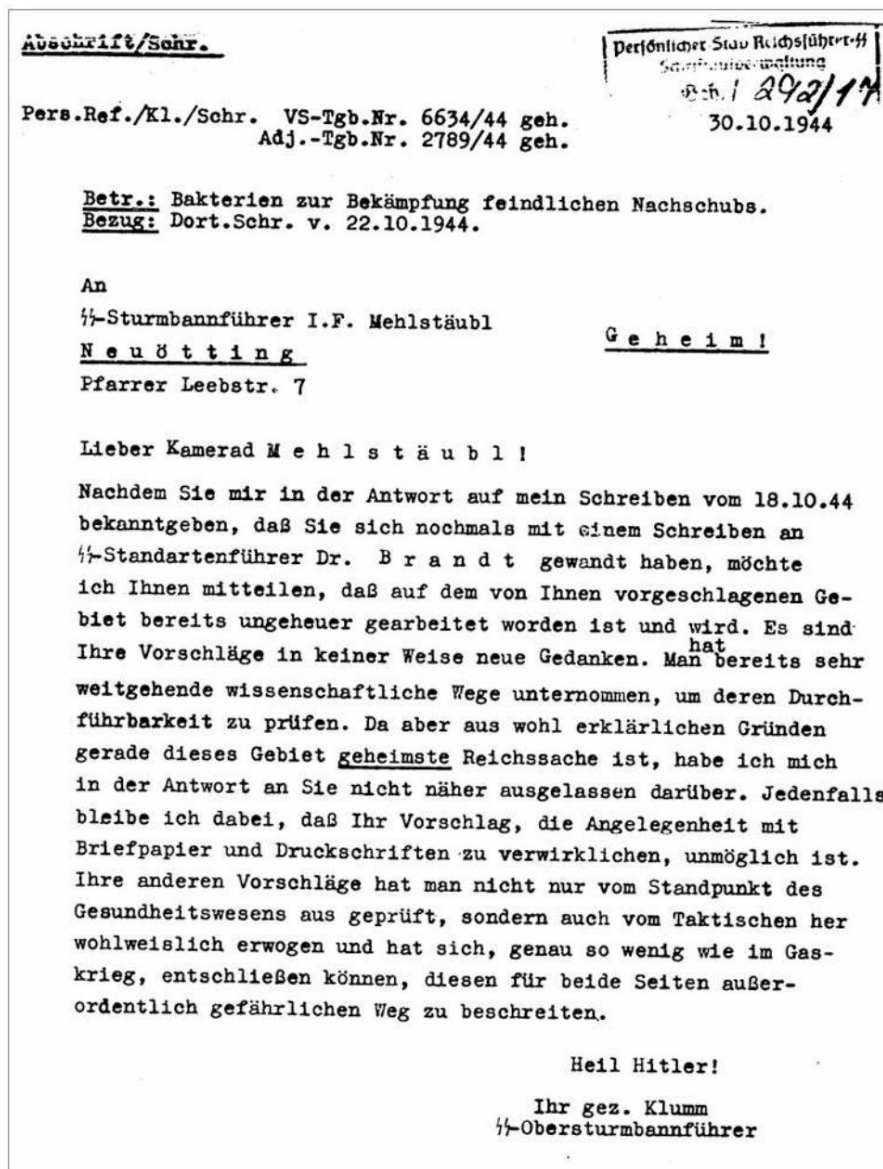 Abschrift/Schr.
Persönlicher Stab Reichsführer-SS
Schriftgutverwaltung
292/17
Pers.Ref./Kl./Schr. VS-Tgb.Nr. 6634/44 geh.
Adj.-Tgb.Nr. 2789/44 geh.
30.10.1944
Betr.: Bakterien zur Bekämpfung feindlichen Nachschubs.
Bezug: Dort.Schr. v. 22.10.1944.
An
SS-Sturmbannführer I.F. Mehlstäubl
G e h e i m !
N e u ö t t i n g
Pfarrer Leebstr. 7
Lieber Kamerad M e h l s t ä u b l !
Nachdem Sie mir in der Antwort auf mein Schreiben vom 18.10.44
bekanntgeben, daß Sie sich nochmals mit einem Schreiben an
SS-Standartenführer Dr. B r a n d t gewandt haben, möchte
ich Ihnen mitteilen, daß auf dem von Ihnen vorgeschlagenen Ge-
biet bereits ungeheuer gearbeitet worden ist und wird. Es sind
Ihre Vorschläge in keiner Weise neue Gedanken. Man hat bereits sehr
weitgehende wissenschaftliche Wege unternommen, um deren Durch-
führbarkeit zu prüfen. Da aber aus wohl erklärlichen Gründen
gerade dieses Gebiet geheimste Reichssache ist, habe ich mich
in der Antwort an Sie nicht näher ausgelassen darüber. Jedenfalls
bleibe ich dabei, daß Ihr Vorschlag, die Angelegenheit mit
Briefpapier und Druckschriften zu verwirklichen, unmöglich ist.
Ihre anderen Vorschläge hat man nicht nur vom Standpunkt des
Gesundheitswesens aus geprüft, sondern auch vom Taktischen her
wohlweislich erwogen und hat sich, genau so wenig wie im Gas-
krieg, entschließen können, diesen für beide Seiten außer-
ordentlich gefährlichen Weg zu beschreiten.
Heil Hitler!
Ihr gez. Klumm
SS-Obersturmbannführer